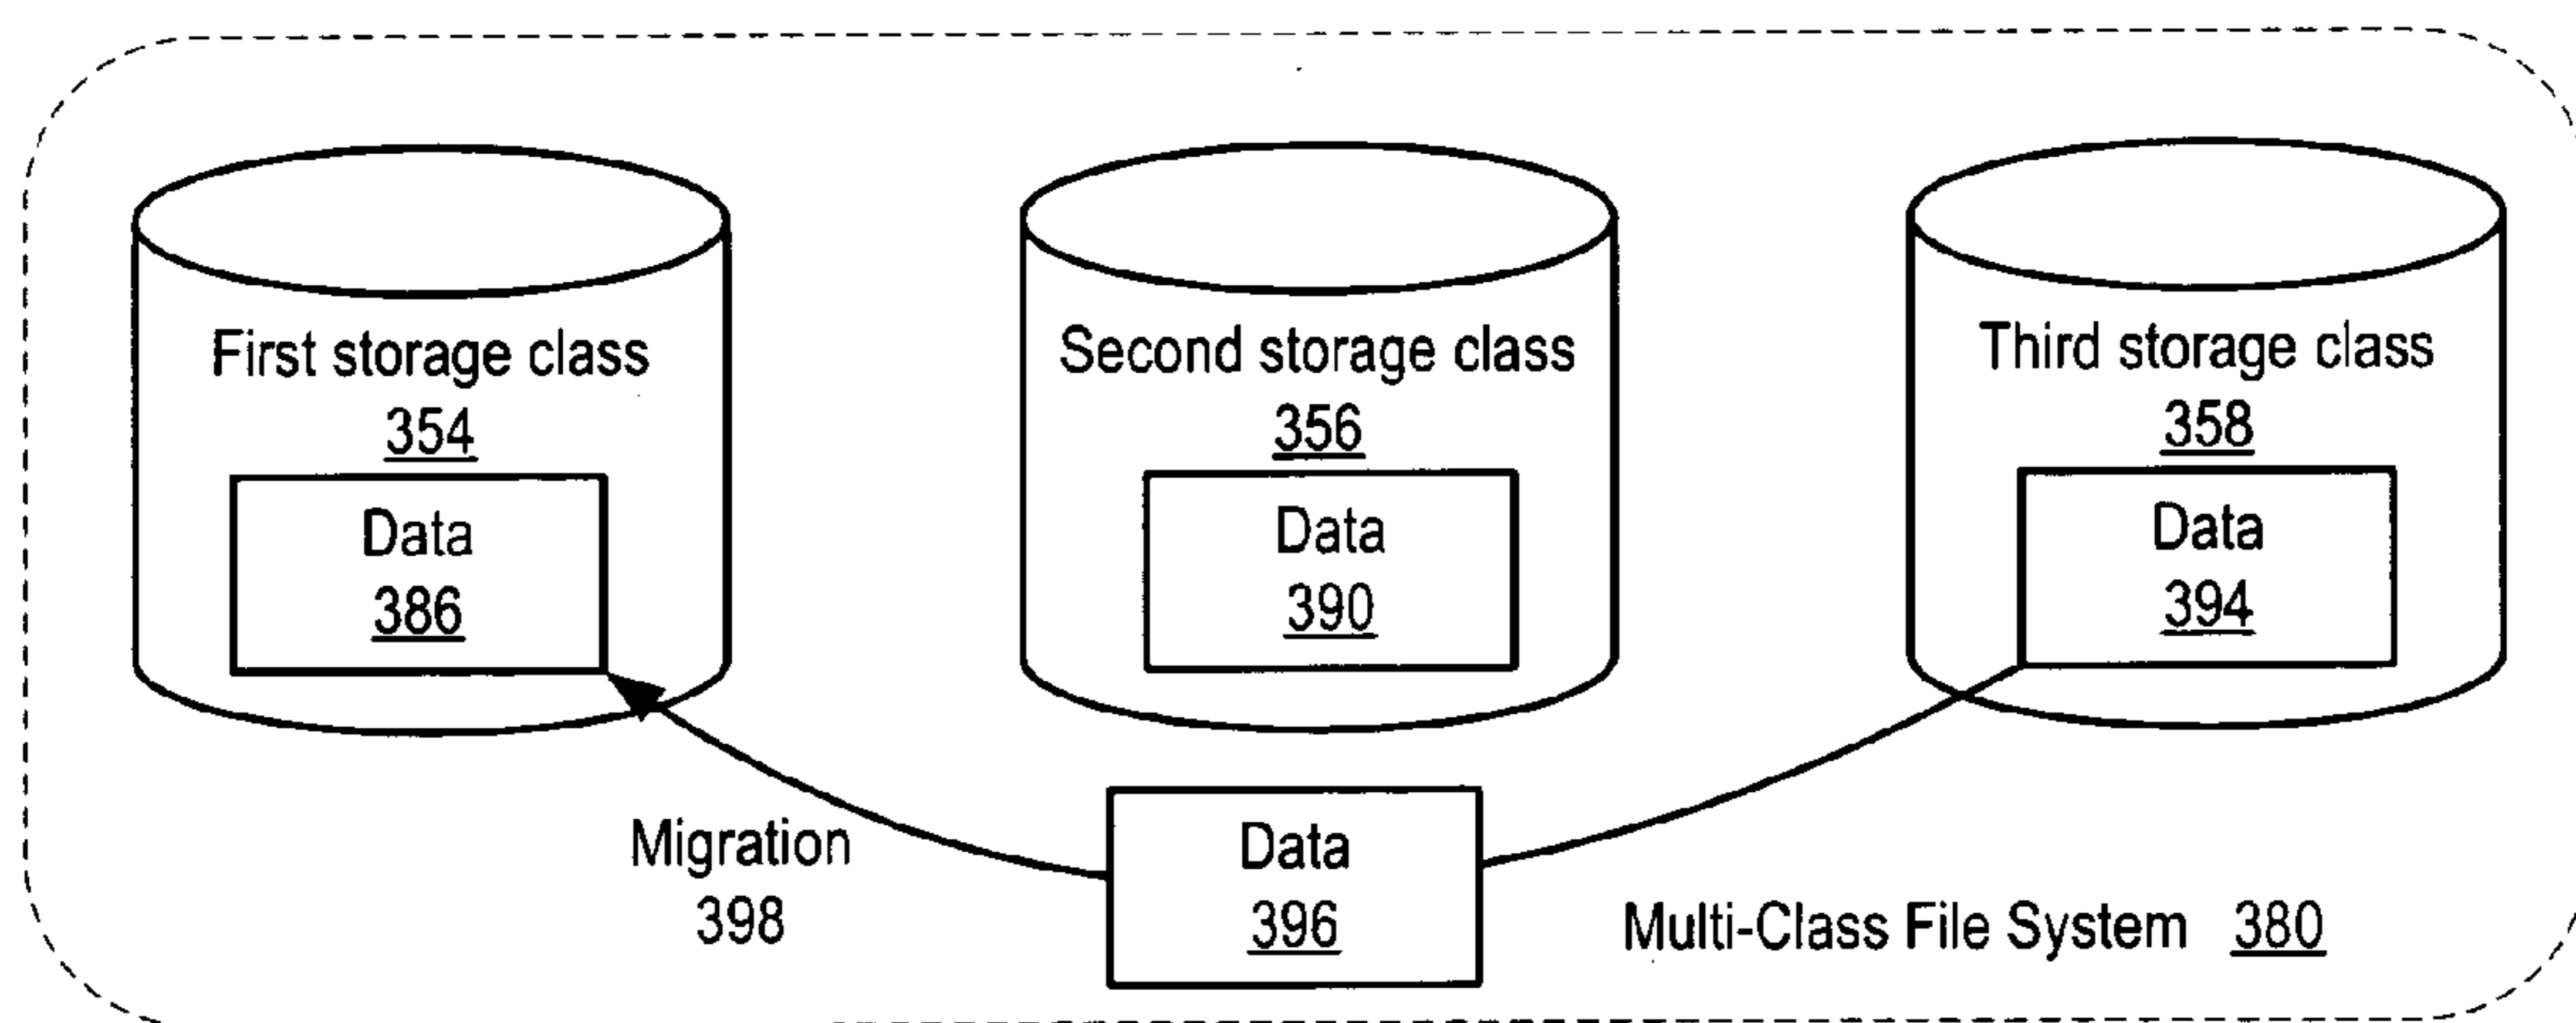 First storage class
354
Data
386
Second storage class
356
Data
390
Third storage class
358
Data
394
Migration
398
Data
396
Multi-Class File System 380